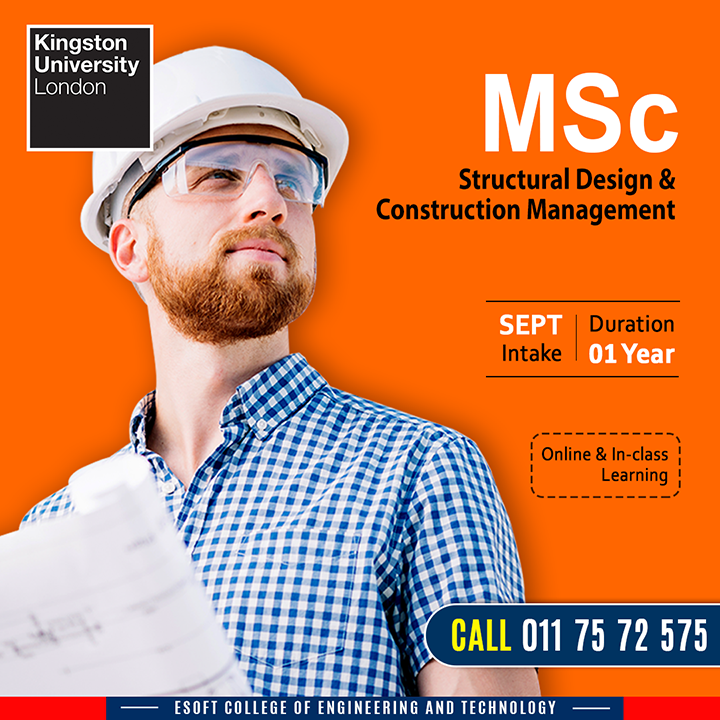 Kingston
University
London
MSc
Structural Design &
Construction Management
SEPT
Intake
Duration
01 Year
Online & In-class
Learning
CALL 011 75 72 575
ESOFT COLLEGE OF ENGINEERING AND TECHNOLOGY